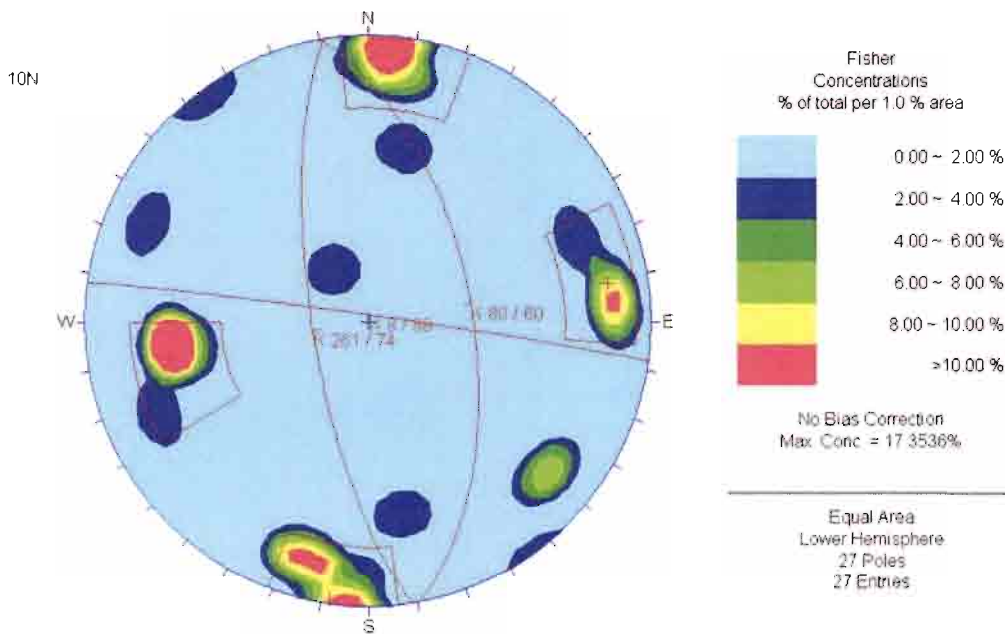 N
10N
W
E
S
80 / 60
261 / 74
Fisher
Concentrations
% of total per 1.0 % area
0.00 ~ 2.00 %
2.00 ~ 4.00 %
4.00 ~ 6.00 %
6.00 ~ 8.00 %
8.00 ~ 10.00 %
>10.00 %
No Bias Correction
Max. Conc. = 17.3536%
Equal Area
Lower Hemisphere
27 Poles
27 Entries